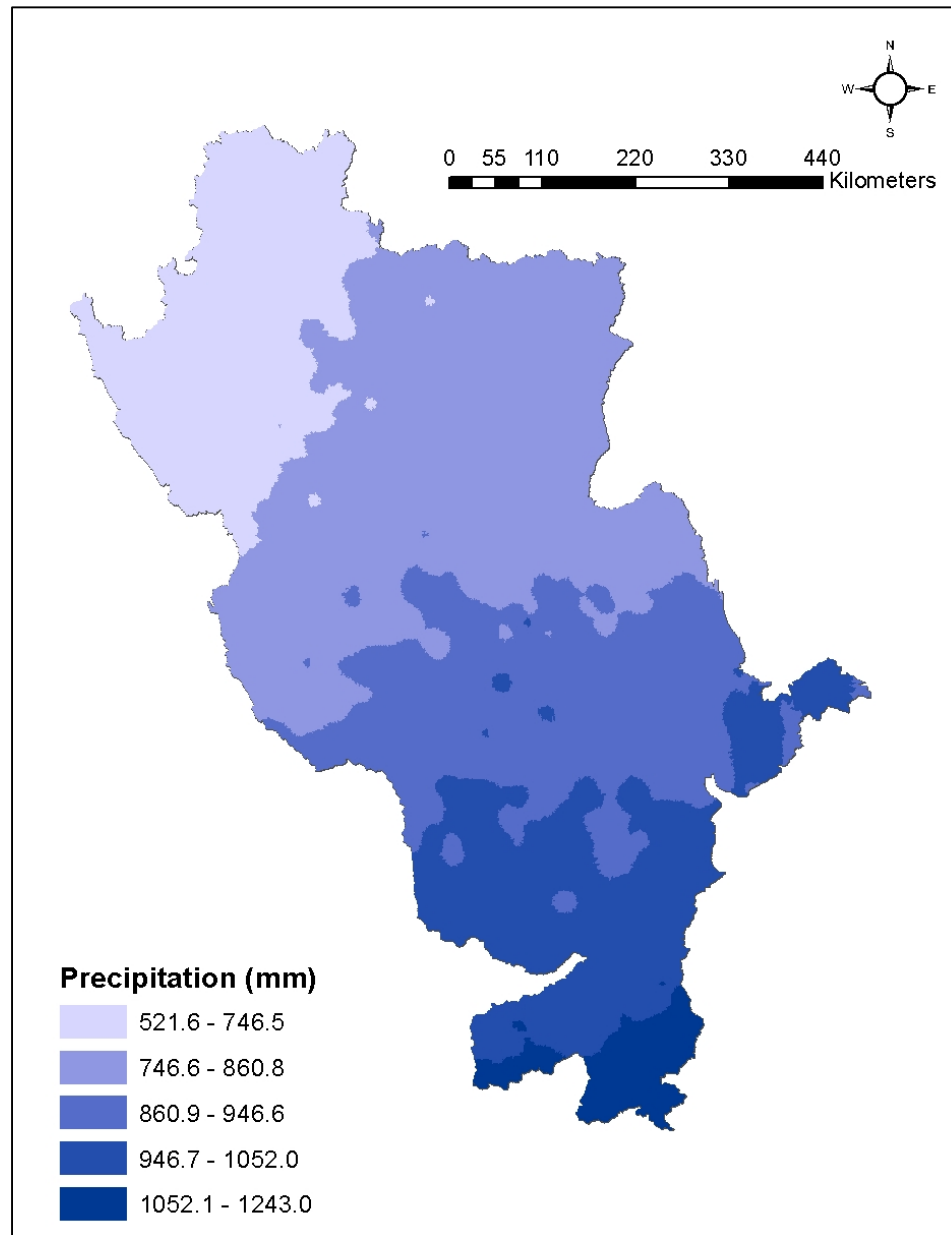 N
W E
S
0 55 110 220 330 440
Kilometers
Precipitation (mm)
521.6 - 746.5
746.6 - 860.8
860.9 - 946.6
946.7 - 1052.0
1052.1 - 1243.0